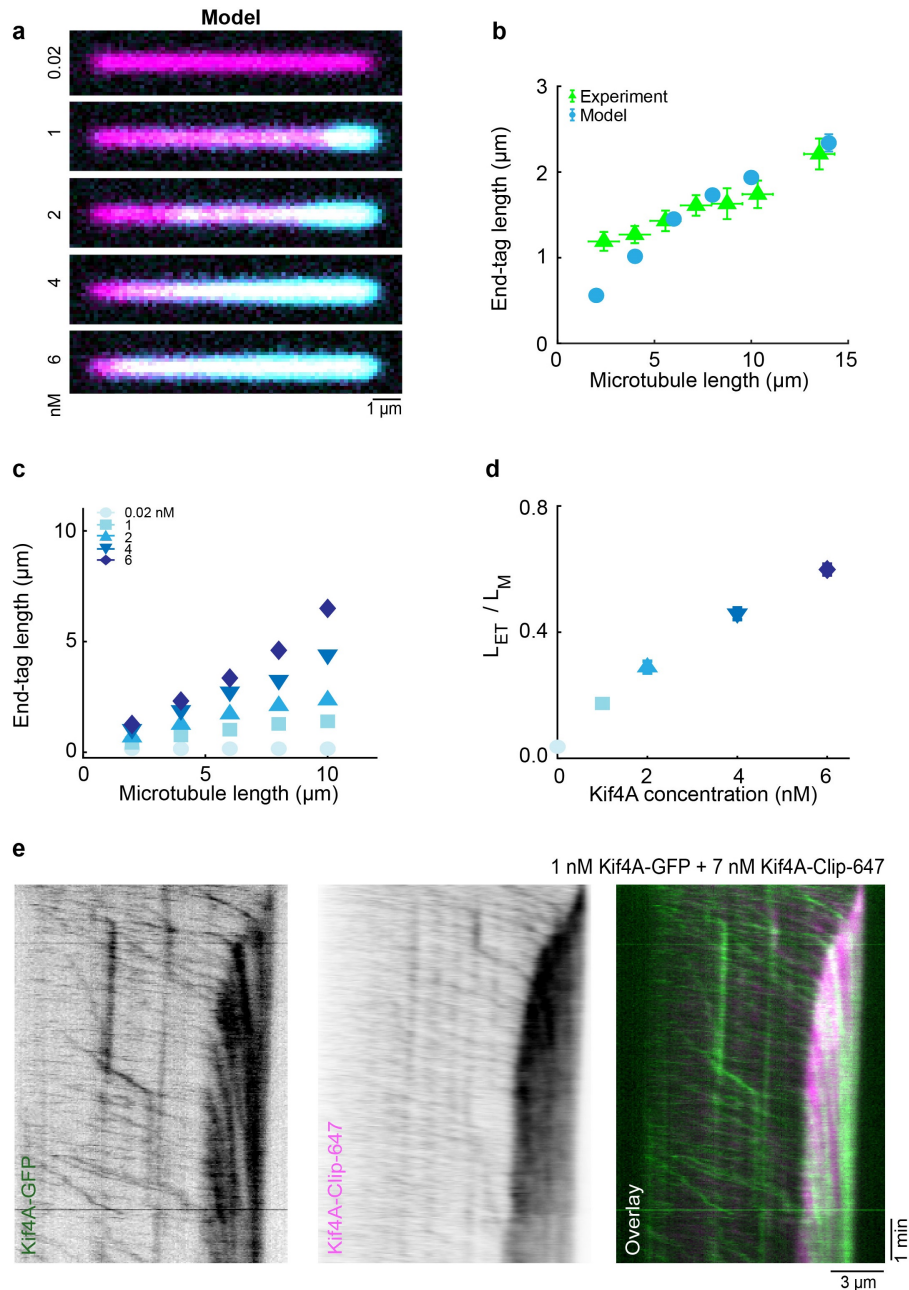 Model
a
0.02
1
2
4
6
nM
1 µm
b
3
2
1
0
Experiment
Model
End-tag length (µm)
0
5
10
15
Microtubule length (µm)
c
0.02 nM
1
2
4
6
10
5
0
End-tag length (µm)
0
5
10
Microtubule length (µm)
d
0.8
0.4
0.0
L_ET / L_M
0
2
4
6
Kif4A concentration (nM)
e
1 nM Kif4A-GFP + 7 nM Kif4A-Clip-647
Kif4A-GFP
Kif4A-Clip-647
Overlay
1 min
3 µm